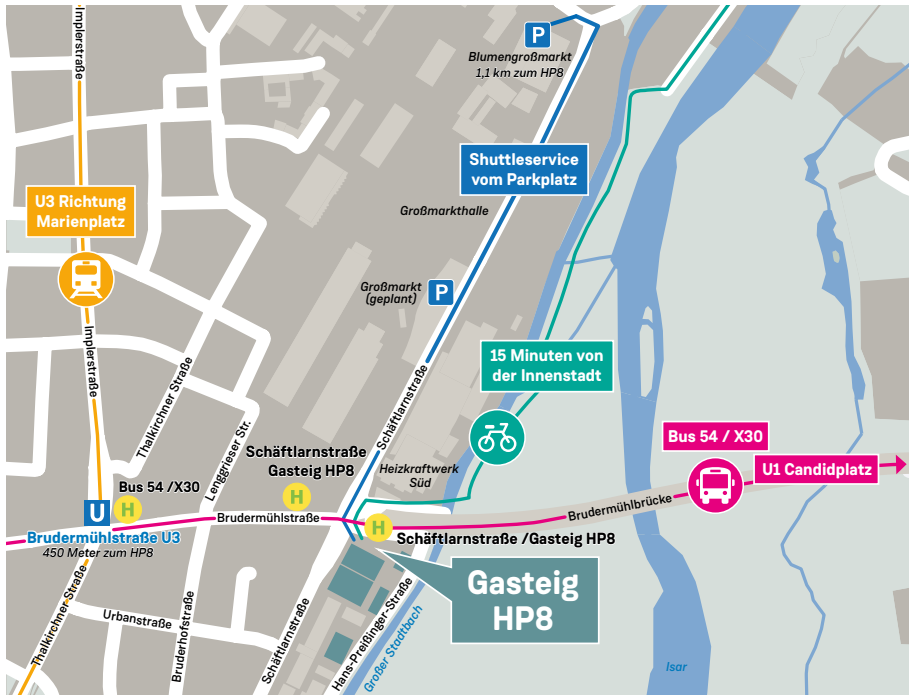 Implerstraße
P
Blumengroßmarkt
1,1 km zum HP8
Shuttleservice
vom Parkplatz
U3 Richtung
Marienplatz
Großmarkthalle
Großmarkt
(geplant)
P
Implerstraße
Thalkirchner Straße
15 Minuten von
der Innenstadt
Schäftlarnstraße
Lenggrieser Str.
Schäftlarnstraße
Gasteig HP8
Heizkraftwerk
Süd
Bus 54 / X30
U1 Candidplatz
Bus 54 /X30
H
H
U
Brudermühlstraße
Brudermühlbrücke
H
Brudermühlstraße U3
450 Meter zum HP8
Schäftlarnstraße /Gasteig HP8
Gasteig
HP8
Thalkirchner Straße
Urbanstraße
Bruderhofstraße
Schäftlarnstraße
Hans-Preißinger-Straße
Großer Stadtbach
Isar